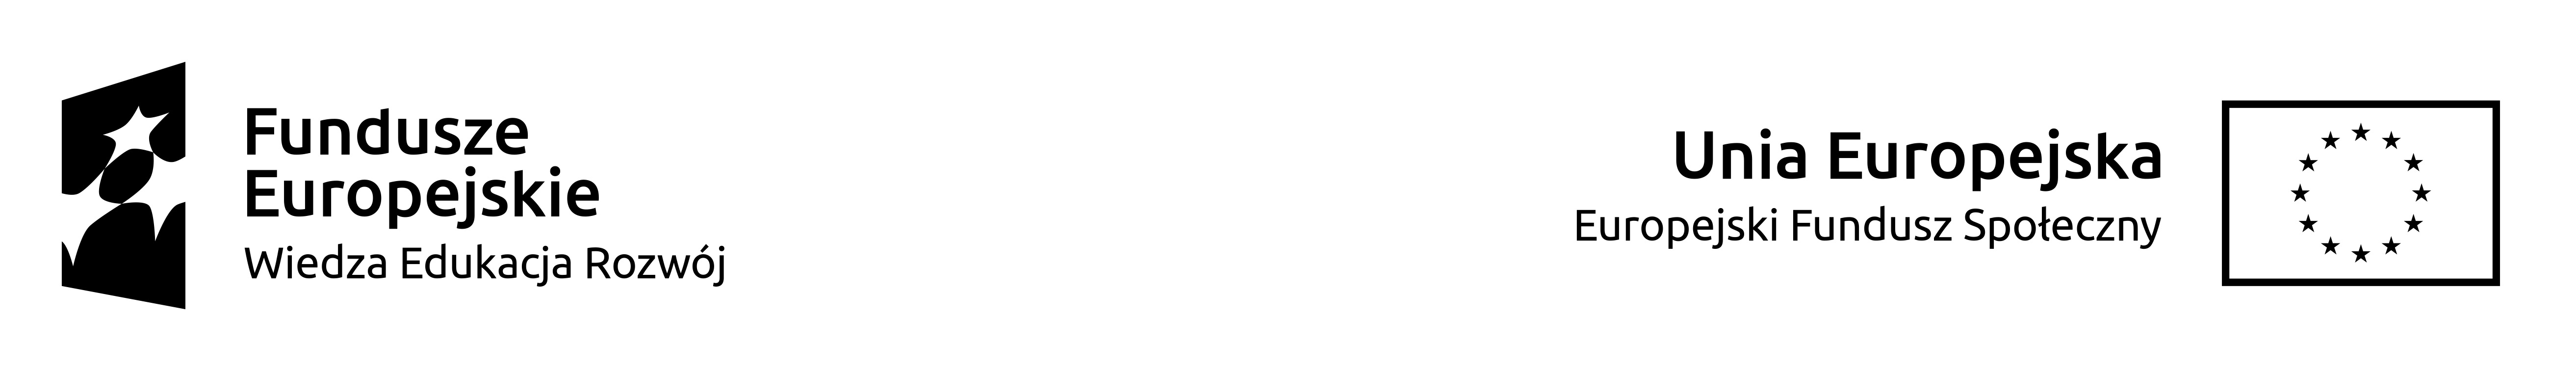 Fundusze
Europejskie
Wiedza Edukacja Rozwój
Unia Europejska
Europejski Fundusz Społeczny